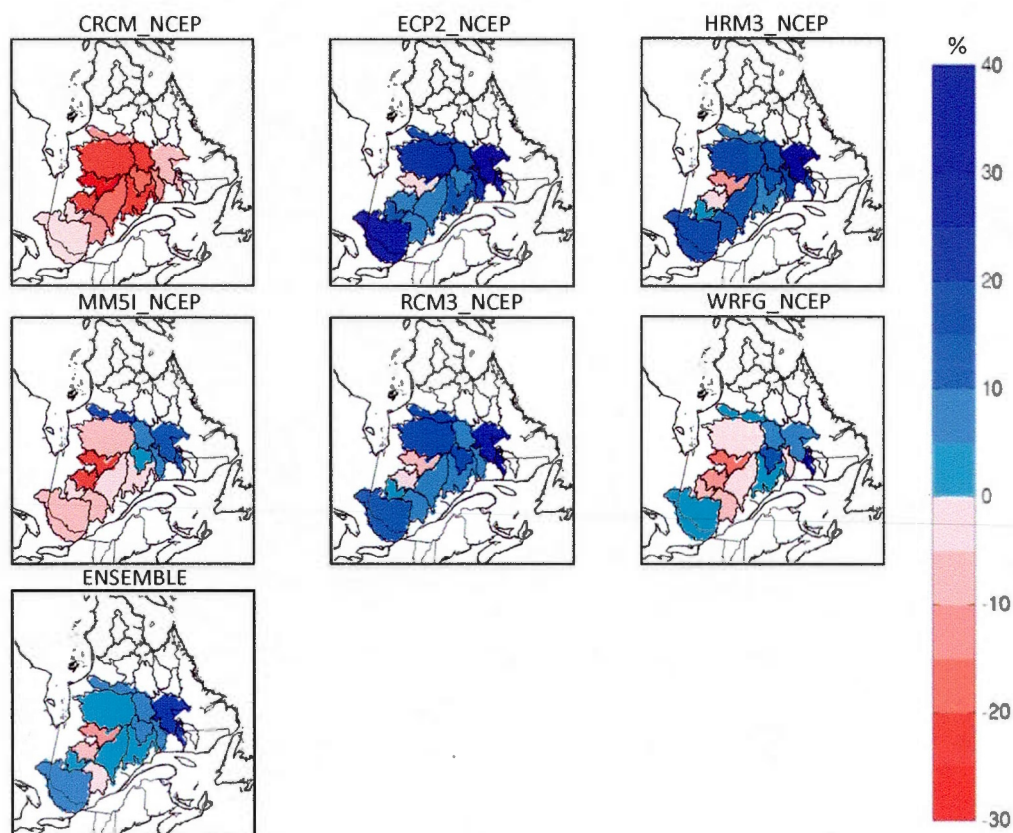 CRCM_NCEP
ECP2_NCEP
HRM3_NCEP
%
40
30
20
10
0
-10
-20
-30
MM5I_NCEP
RCM3_NCEP
WRFG_NCEP
ENSEMBLE